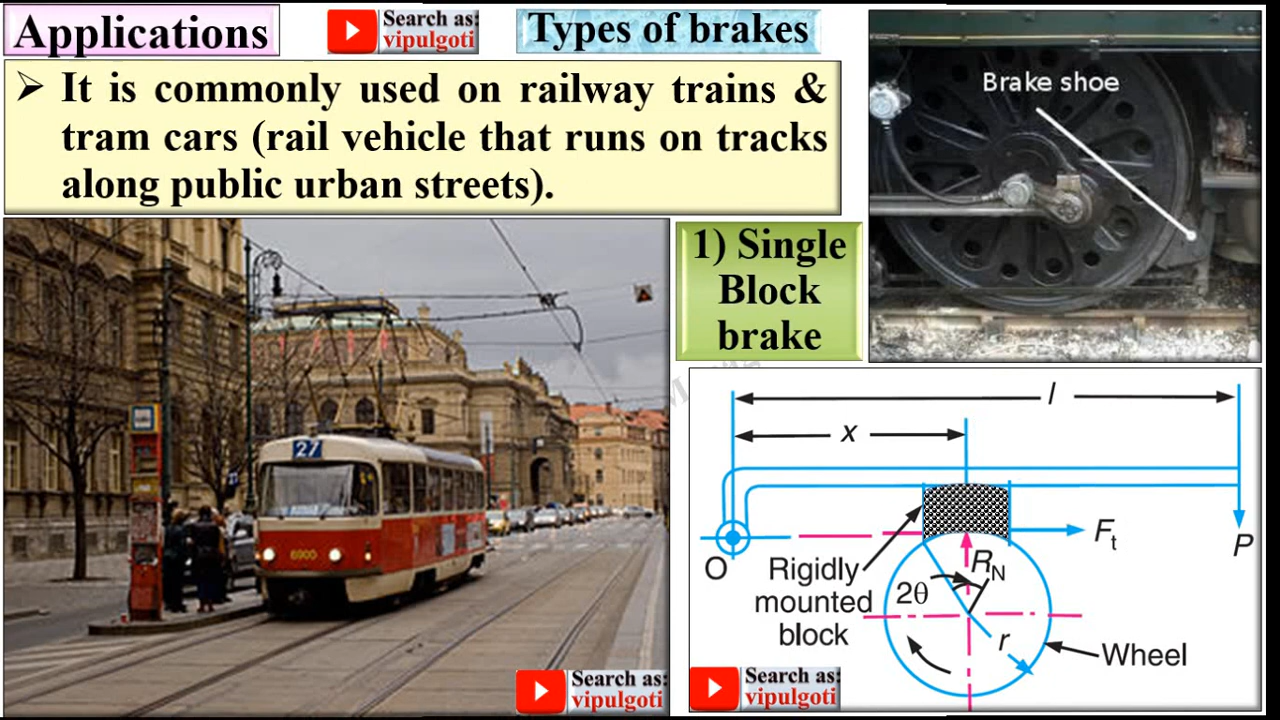 Applications
Search as:
vipulgoti
Types of brakes
➢ It is commonly used on railway trains &
tram cars (rail vehicle that runs on tracks
along public urban streets).
Brake shoe
1) Single
Block
brake
27
6900
l
x
O
Rigidly
mounted
block
F_t
P
R_N
2θ
r
Wheel
Search as:
vipulgoti
Search as:
vipulgoti